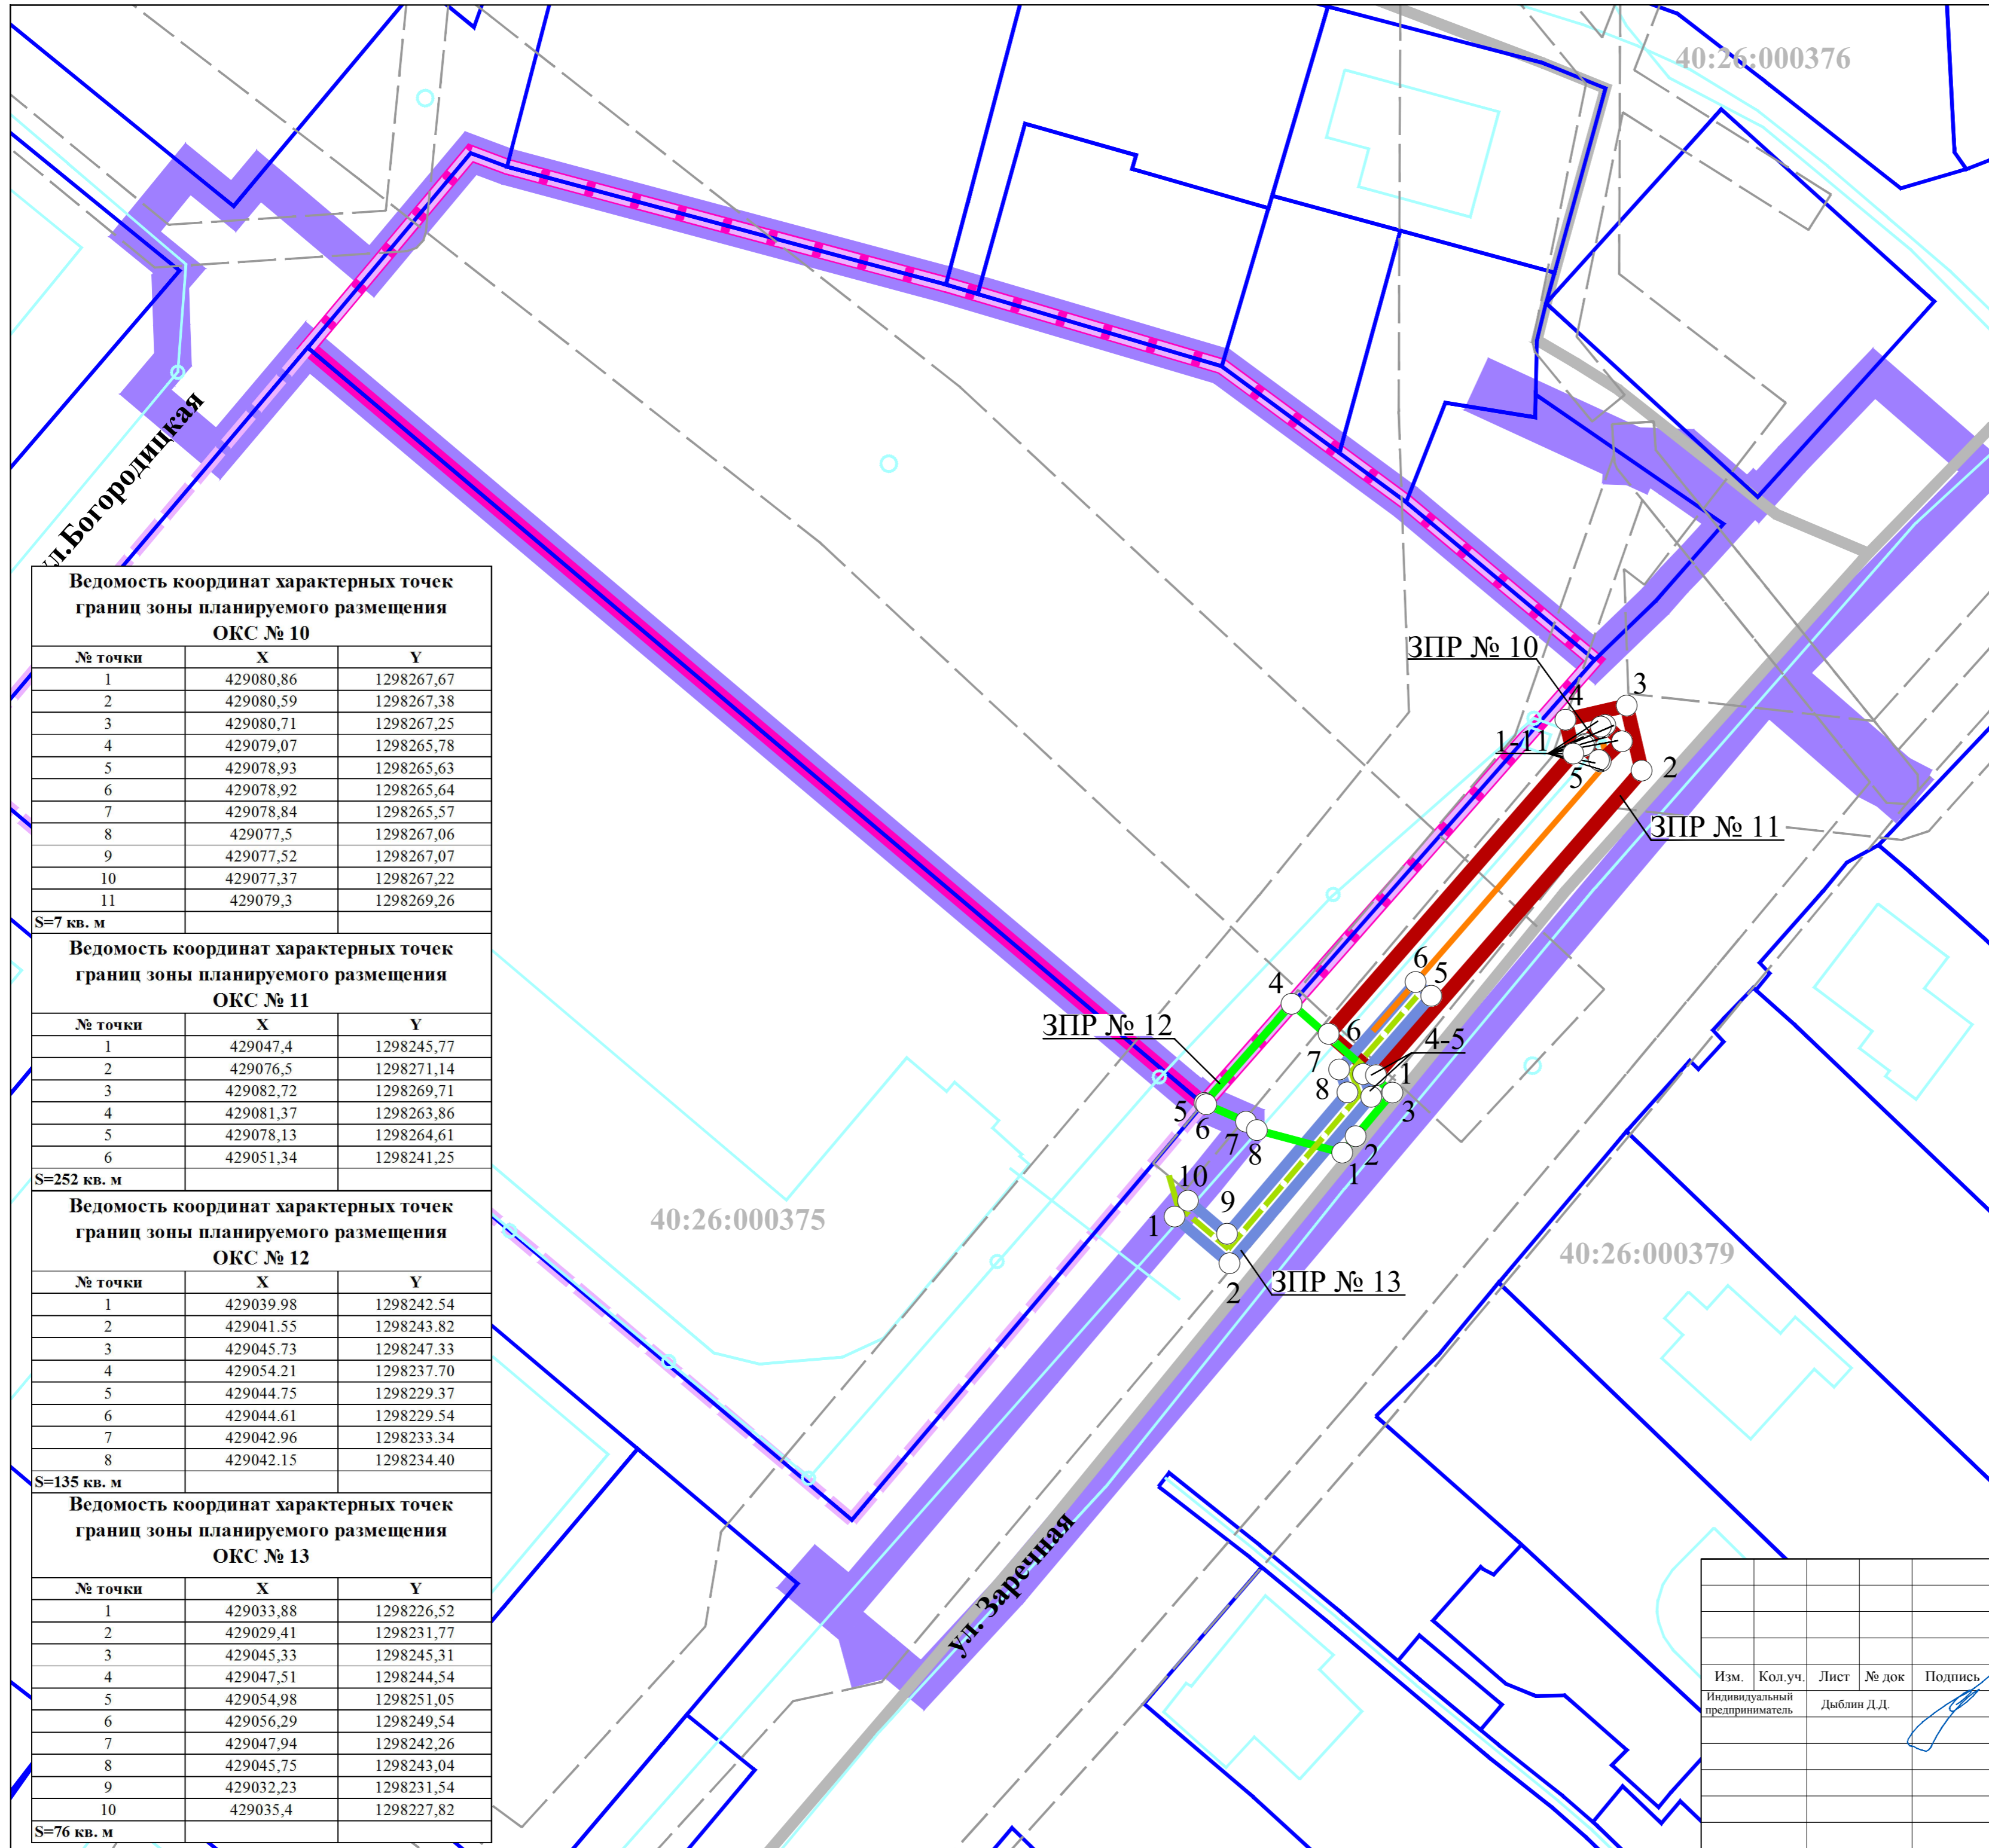 40:26:000376
ул.Богородицкая
Ведомость координат характерных точек
границ зоны планируемого размещения
ОКС № 10
№ точки X Y
1 429080,86 1298267,67
2 429080,59 1298267,38
3 429080,71 1298267,25
4 429079,07 1298265,78
5 429078,93 1298265,63
6 429078,92 1298265,64
7 429078,84 1298265,57
8 429077,5 1298267,06
9 429077,52 1298267,07
10 429077,37 1298267,22
11 429079,3 1298269,26
S=7 кв. м
Ведомость координат характерных точек
границ зоны планируемого размещения
ОКС № 11
№ точки X Y
1 429047,4 1298245,77
2 429076,5 1298271,14
3 429082,72 1298269,71
4 429081,37 1298263,86
5 429078,13 1298264,61
6 429051,34 1298241,25
S=252 кв. м
Ведомость координат характерных точек
границ зоны планируемого размещения
ОКС № 12
№ точки X Y
1 429039.98 1298242.54
2 429041.55 1298243.82
3 429045.73 1298247.33
4 429054.21 1298237.70
5 429044.75 1298229.37
6 429044.61 1298229.54
7 429042.96 1298233.34
8 429042.15 1298234.40
S=135 кв. м
Ведомость координат характерных точек
границ зоны планируемого размещения
ОКС № 13
№ точки X Y
1 429033,88 1298226,52
2 429029,41 1298231,77
3 429045,33 1298245,31
4 429047,51 1298244,54
5 429054,98 1298251,05
6 429056,29 1298249,54
7 429047,94 1298242,26
8 429045,75 1298243,04
9 429032,23 1298231,54
10 429035,4 1298227,82
S=76 кв. м
ЗПР № 10
3
4
1-11
5
2
ЗПР № 11
6
5
4
ЗПР № 12
6
4-5
7
1
8
3
5
6
7
8
2
1
10
9
1
2
ЗПР № 13
40:26:000375
40:26:000379
ул. Заречная
Изм. Кол.уч. Лист № док Подпись
Индивидуальный
предприниматель
Дыблин Д.Д.